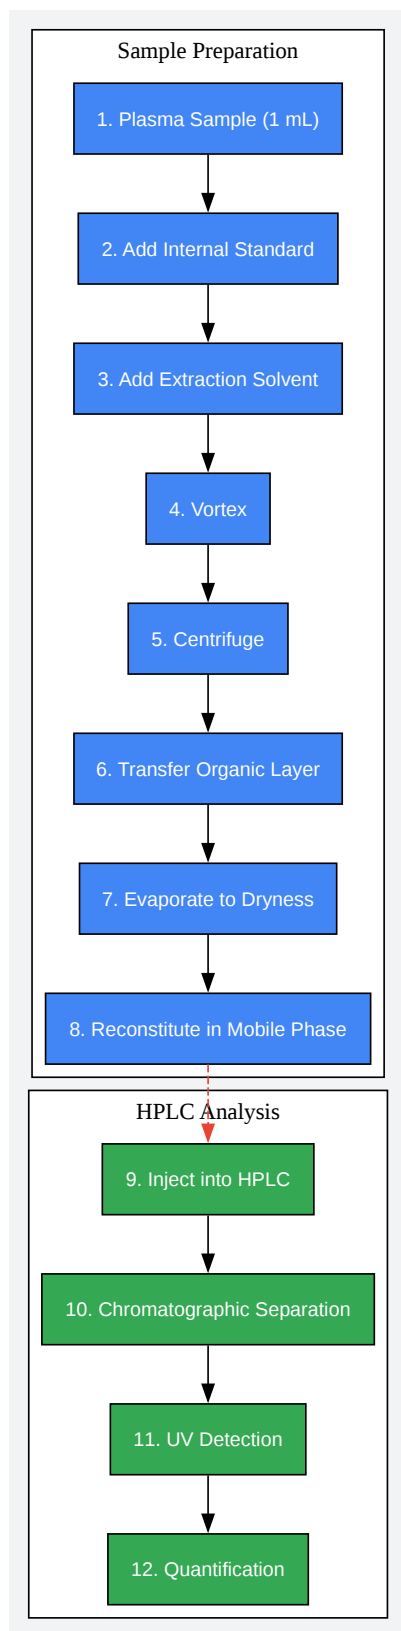 Sample Preparation
1. Plasma Sample (1 mL)
2. Add Internal Standard
3. Add Extraction Solvent
4. Vortex
5. Centrifuge
6. Transfer Organic Layer
7. Evaporate to Dryness
8. Reconstitute in Mobile Phase
HPLC Analysis
9. Inject into HPLC
10. Chromatographic Separation
11. UV Detection
12. Quantification